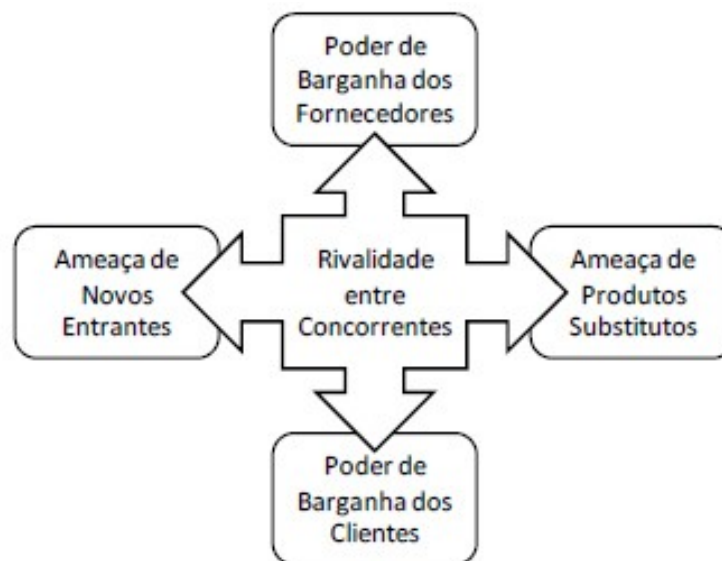 Poder de
Barganha dos
Fornecedores
Ameaça de
Novos
Entrantes
Rivalidade
entre
Concorrentes
Ameaça de
Produtos
Substitutos
Poder de
Barganha dos
Clientes